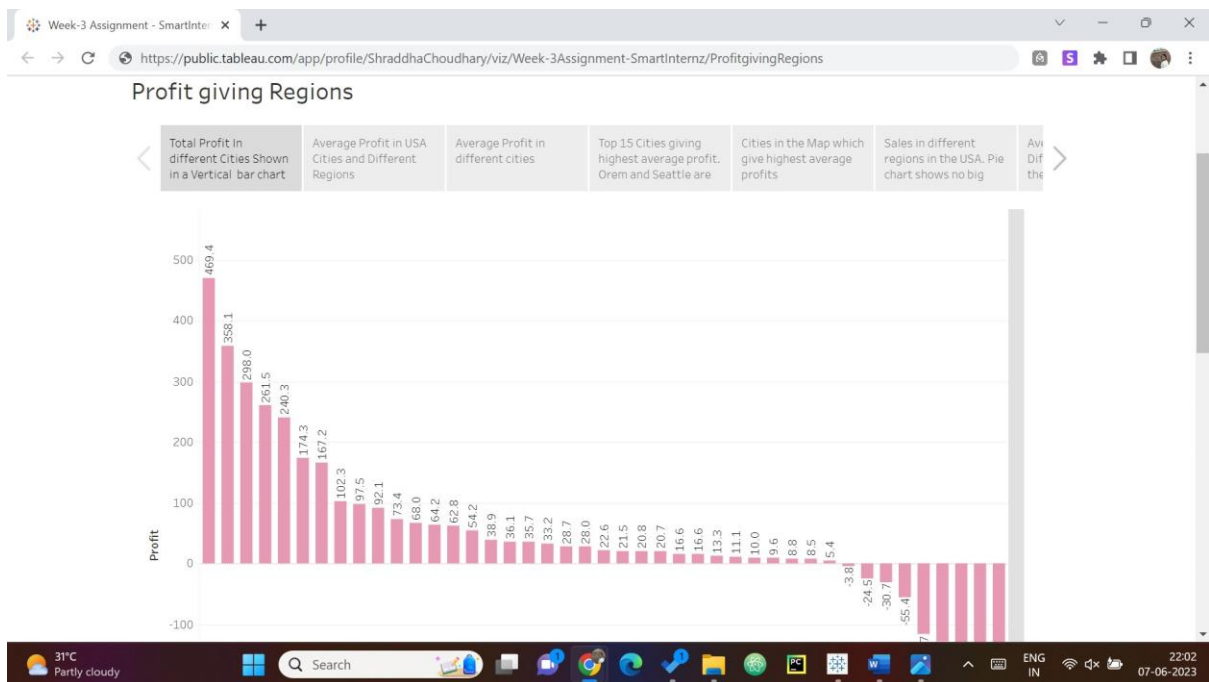 Week-3 Assignment - SmartInter
https://public.tableau.com/app/profile/ShraddhaChoudhary/viz/Week-3Assignment-SmartInternz/ProfitgivingRegions
Profit giving Regions
Total Profit In
different Cities Shown
in a Vertical bar chart
Average Profit in USA
Cities and Different
Regions
Average Profit in
different cities
Top 15 Cities giving
highest average profit.
Orem and Seattle are
Cities in the Map which
give highest average
profits
Sales in different
regions in the USA. Pie
chart shows no big
the
Profit
500
400
300
200
100
0
-100
469.4
358.1
298.0
261.5
240.3
174.3
167.2
102.3
97.5
92.1
73.4
68.0
64.2
62.8
54.2
38.9
36.1
35.7
33.2
28.7
28.0
22.6
21.5
20.8
20.7
16.6
16.6
13.3
11.1
10.0
9.6
8.8
8.5
5.4
-3.8
-24.5
-30.7
-55.4
7
31°C
Partly cloudy
Search
ENG
IN
22:02
07-06-2023